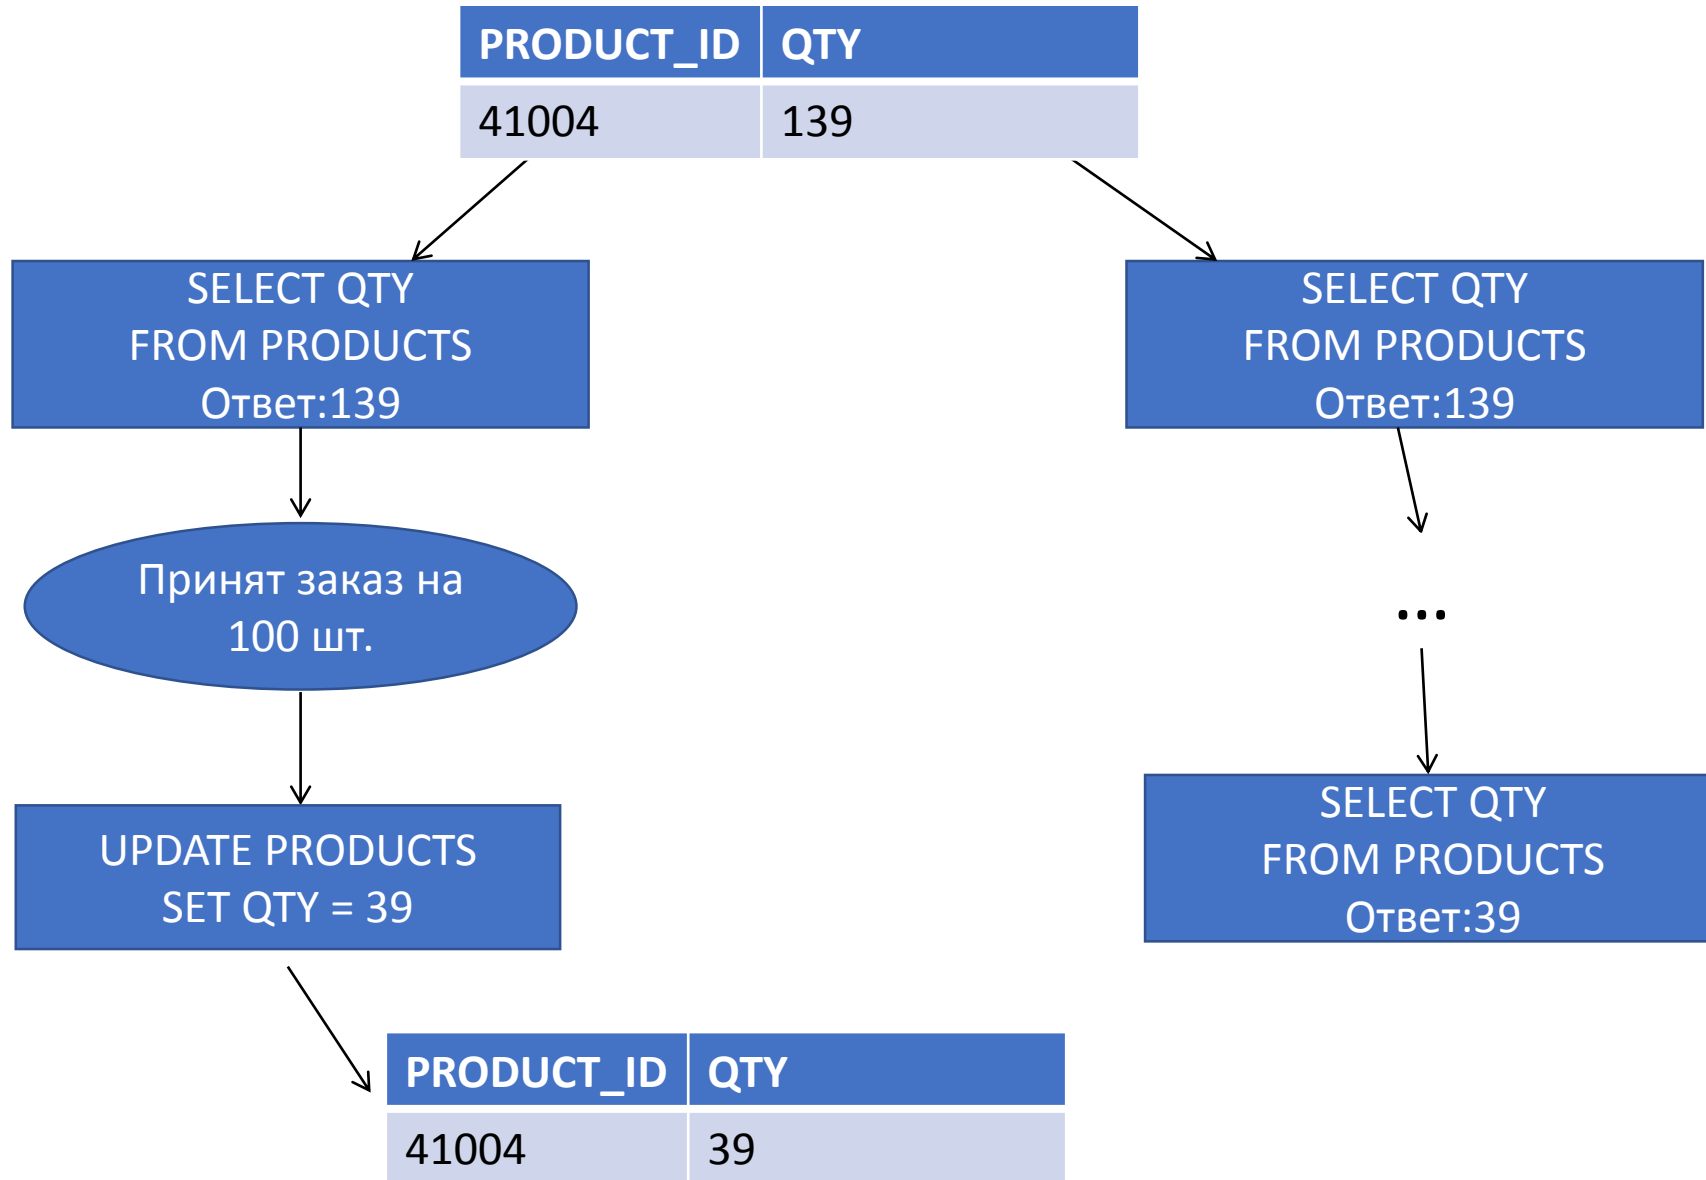 PRODUCT_ID QTY
41004 139
SELECT QTY
FROM PRODUCTS
Ответ:139
SELECT QTY
FROM PRODUCTS
Ответ:139
Принят заказ на
100 шт.
...
UPDATE PRODUCTS
SET QTY = 39
SELECT QTY
FROM PRODUCTS
Ответ:39
PRODUCT_ID QTY
41004 39